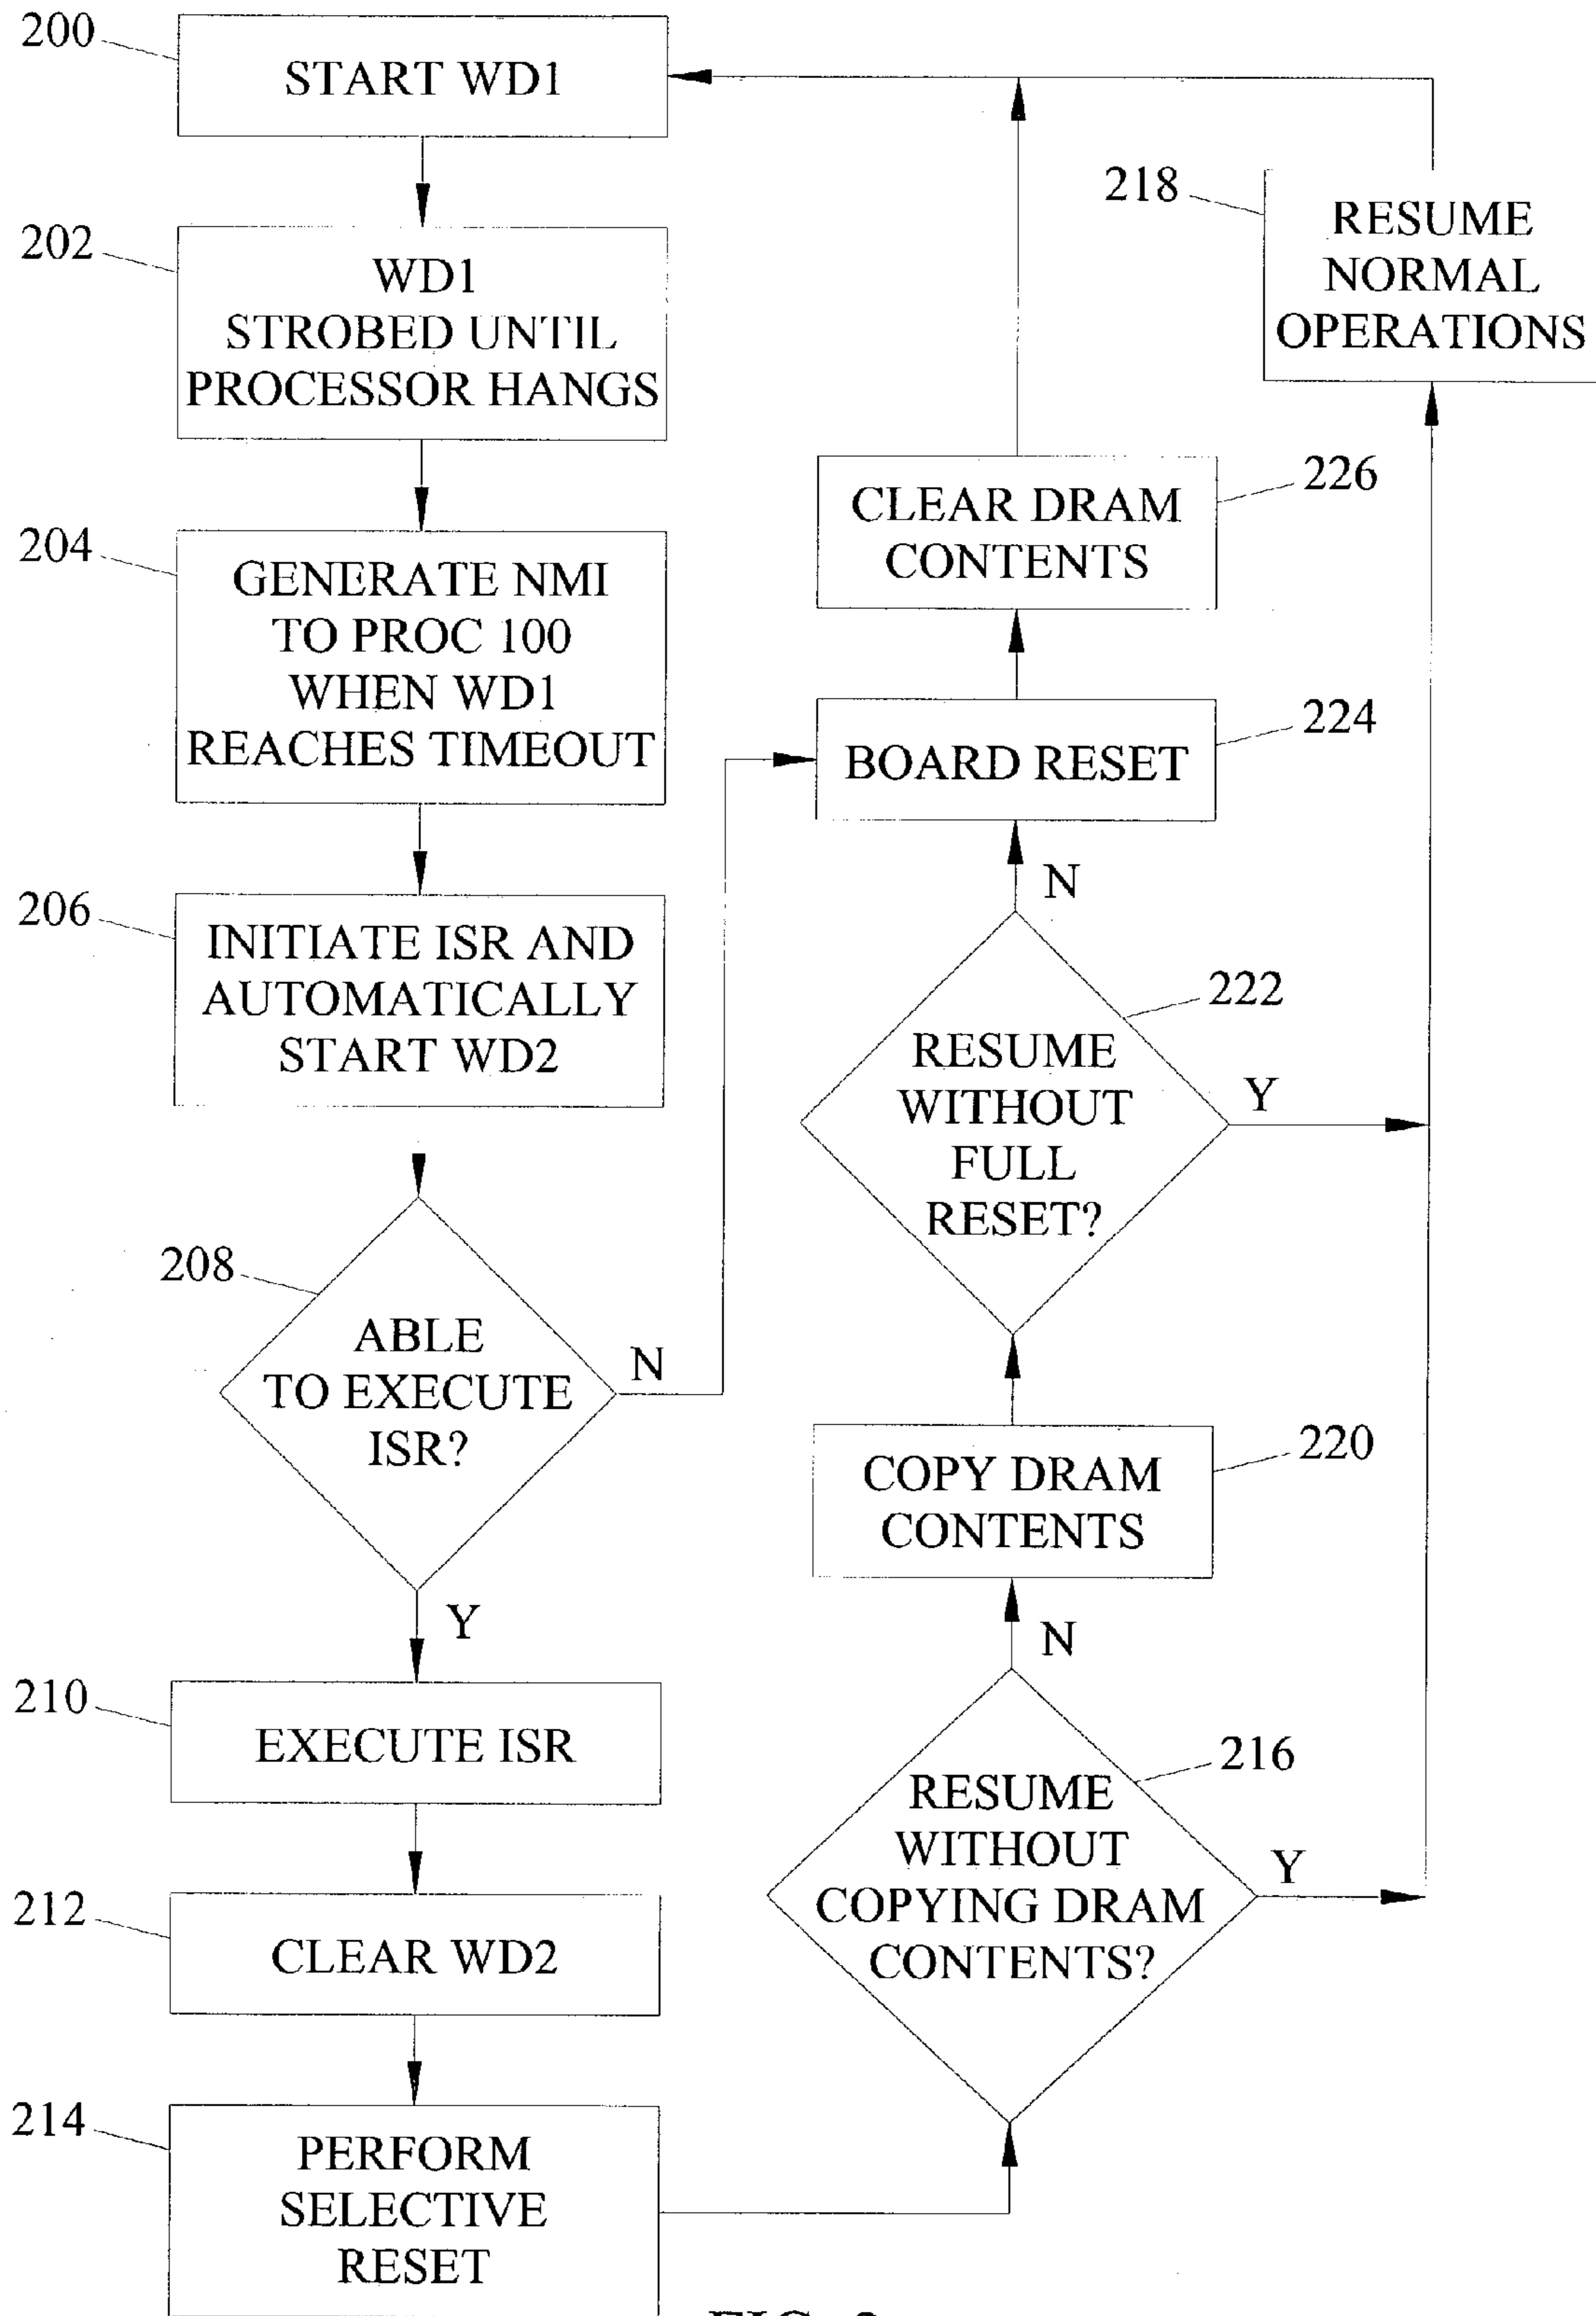 200
START WD1
202
WD1
STROBED UNTIL
PROCESSOR HANGS
204
GENERATE NMI
TO PROC 100
WHEN WD1
REACHES TIMEOUT
206
INITIATE ISR AND
AUTOMATICALLY
START WD2
208
ABLE
TO EXECUTE
ISR?
N
Y
210
EXECUTE ISR
212
CLEAR WD2
214
PERFORM
SELECTIVE
RESET
216
RESUME
WITHOUT
COPYING DRAM
CONTENTS?
Y
N
220
COPY DRAM
CONTENTS
222
RESUME
WITHOUT
FULL
RESET?
Y
N
224
BOARD RESET
226
CLEAR DRAM
CONTENTS
218
RESUME
NORMAL
OPERATIONS